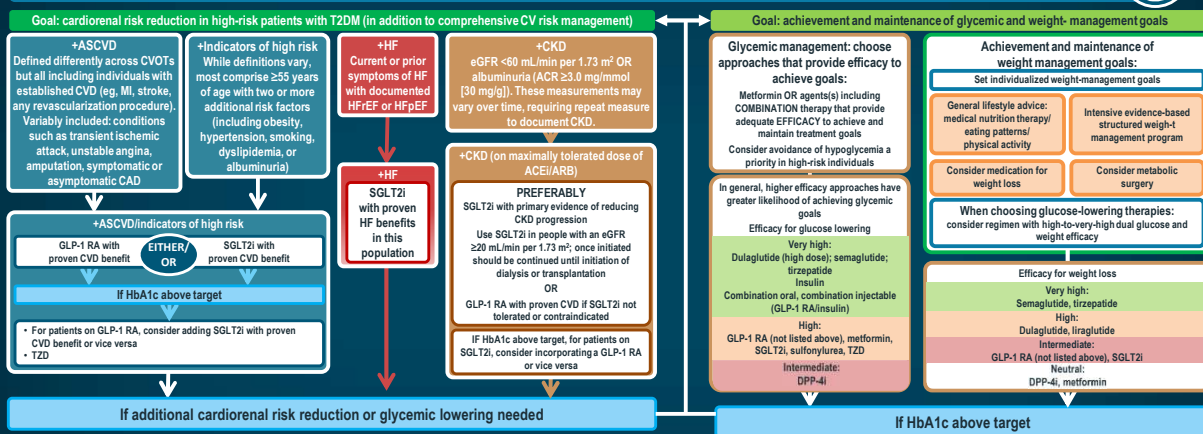 Goal: cardiorenal risk reduction in high-risk patients with T2DM (in addition to comprehensive CV risk management)
+ASCVD
Defined differently across CVOTs
but all including individuals with
established CVD (eg, MI, stroke,
any revascularization procedure).
Variably included: conditions
such as transient ischemic
attack, unstable angina,
amputation, symptomatic or
asymptomatic CAD
+Indicators of high risk
While definitions vary,
most comprise ≥55 years
of age with two or more
additional risk factors
(including obesity,
hypertension, smoking,
dyslipidemia, or
albuminuria)
+ASCVD/indicators of high risk
GLP-1 RA with
proven CVD benefit
EITHER/
OR
SGLT2i with
proven CVD benefit
If HbA1c above target
• For patients on GLP-1 RA, consider adding SGLT2i with proven
CVD benefit or vice versa
• TZD
+HF
Current or prior
symptoms of HF
with documented
HFrEF or HFpEF
+HF
SGLT2i
with proven
HF benefits
in this
population
+CKD
eGFR <60 mL/min per 1.73 m² OR
albuminuria (ACR ≥3.0 mg/mmol
[30 mg/g]). These measurements may
vary over time, requiring repeat measure
to document CKD.
+CKD (on maximally tolerated dose of
ACEi/ARB)
PREFERABLY
SGLT2i with primary evidence of reducing
CKD progression
Use SGLT2i in people with an eGFR
≥20 mL/min per 1.73 m²; once initiated
should be continued until initiation of
dialysis or transplantation
OR
GLP-1 RA with proven CVD if SGLT2i not
tolerated or contraindicated
IF HbA1c above target, for patients on
SGLT2i, consider incorporating a GLP-1 RA
or vice versa
If additional cardiorenal risk reduction or glycemic lowering needed
Goal: achievement and maintenance of glycemic and weight- management goals
Glycemic management: choose
approaches that provide efficacy to
achieve goals:
Metformin OR agents(s) including
COMBINATION therapy that provide
adequate EFFICACY to achieve and
maintain treatment goals
Consider avoidance of hypoglycemia a
priority in high-risk individuals
In general, higher efficacy approaches have
greater likelihood of achieving glycemic
goals
Efficacy for glucose lowering
Very high:
Dulaglutide (high dose); semaglutide;
tirzepatide
Insulin
Combination oral, combination injectable
(GLP-1 RA/insulin)
High:
GLP-1 RA (not listed above), metformin,
SGLT2i, sulfonylurea, TZD
Intermediate:
DPP-4i
Achievement and maintenance of
weight management goals:
Set individualized weight-management goals
General lifestyle advice:
medical nutrition therapy/
eating patterns/
physical activity
Intensive evidence-based
structured weigh-t
management program
Consider medication for
weight loss
Consider metabolic
surgery
When choosing glucose-lowering therapies:
consider regimen with high-to-very-high dual glucose and
weight efficacy
Efficacy for weight loss
Very high:
Semaglutide, tirzepatide
High:
Dulaglutide, liraglutide
Intermediate:
GLP-1 RA (not listed above), SGLT2i
Neutral:
DPP-4i, metformin
If HbA1c above target